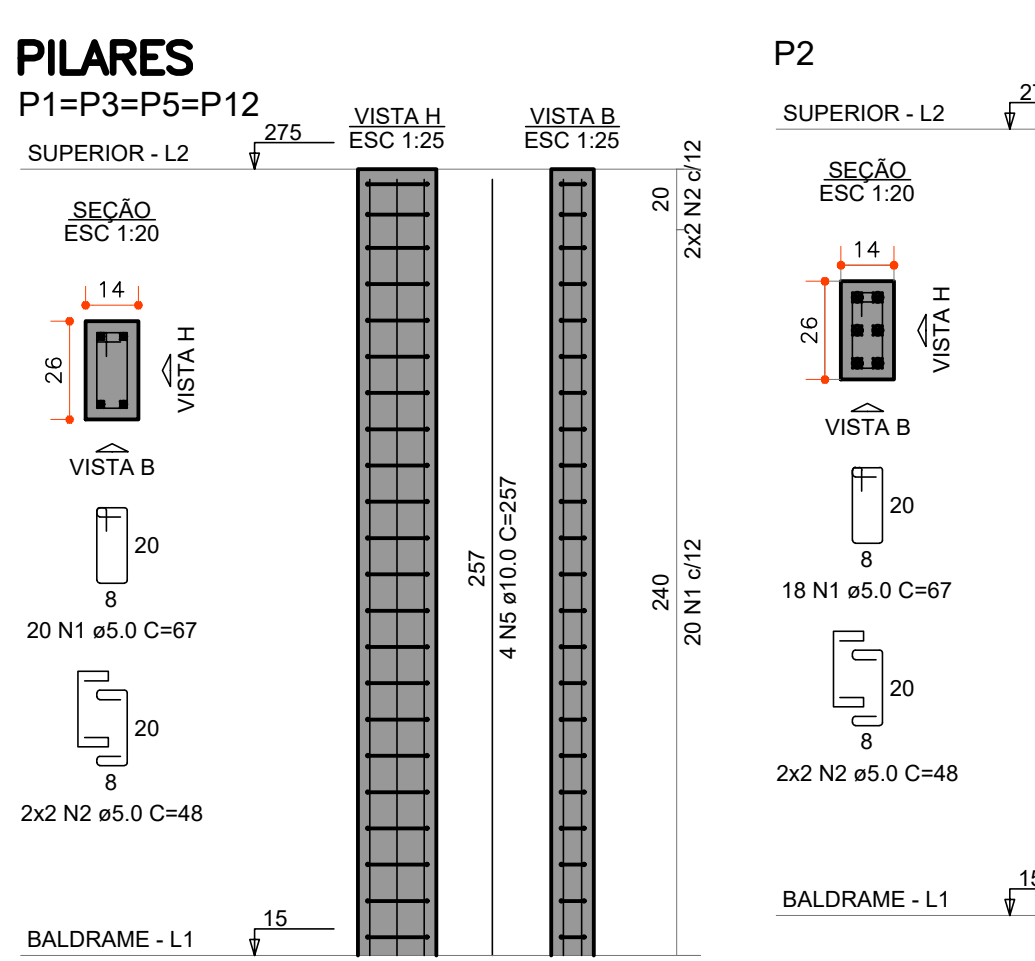 PILARES
P1=P3=P5=P12
SUPERIOR - L2
275
VISTA H
ESC 1:25
VISTA B
ESC 1:25
SEÇÃO
ESC 1:20
14
26
VISTA H
VISTA B
20
8
20 N1 ø5.0 C=67
20
8
2x2 N2 ø5.0 C=48
BALDRAME - L1
15
257
4 N5 ø10.0 C=257
20
2x2 N2 c/12
240
20 N1 c/12
P2
SUPERIOR - L2
SEÇÃO
ESC 1:20
14
26
VISTA H
VISTA B
20
8
18 N1 ø5.0 C=67
20
8
2x2 N2 ø5.0 C=48
BALDRAME - L1
15